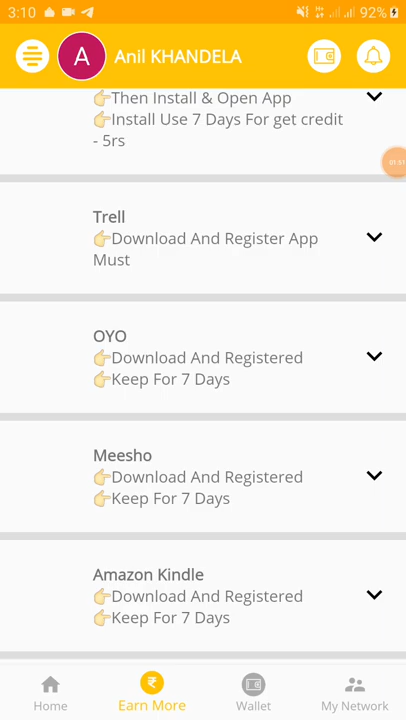 3:10
92%
A
Anil KHANDELA
👉Then Install & Open App
👉Install Use 7 Days For get credit
- 5rs
01:51
Trell
👉Download And Register App
Must
OYO
👉Download And Registered
👉Keep For 7 Days
Meesho
👉Download And Registered
👉Keep For 7 Days
Amazon Kindle
👉Download And Registered
👉Keep For 7 Days
Home
Earn More
Wallet
My Network